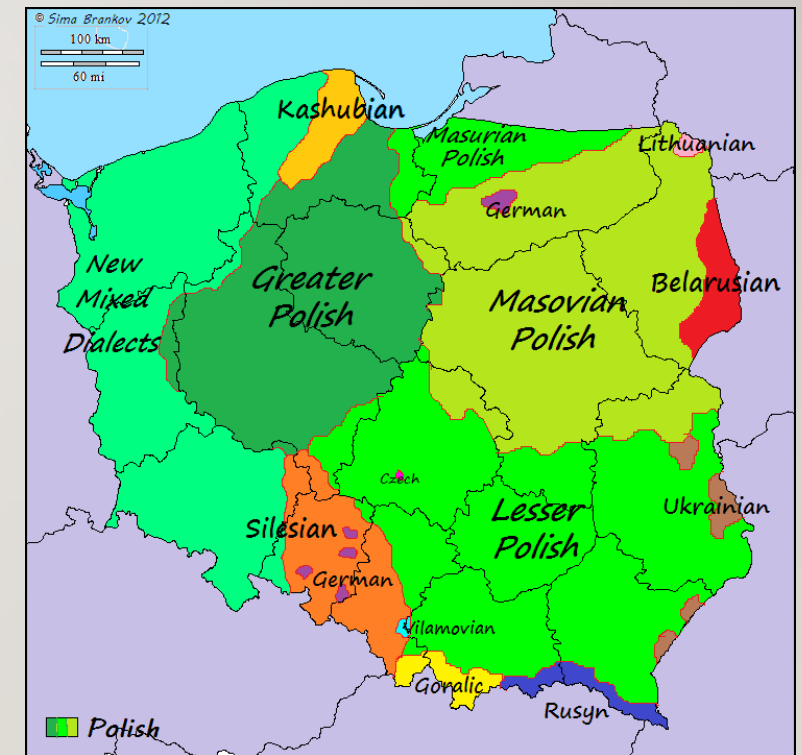 © Sima Brankov 2012
100 km
60 mi
Kashubian
Masurian
Polish
Lithuanian
German
New
Mixed
Dialects
Greater
Polish
Masovian
Polish
Belarusian
Czech
Silesian
German
Lesser
Polish
Ukrainian
Vilamovian
Goralic
Rusyn
Polish